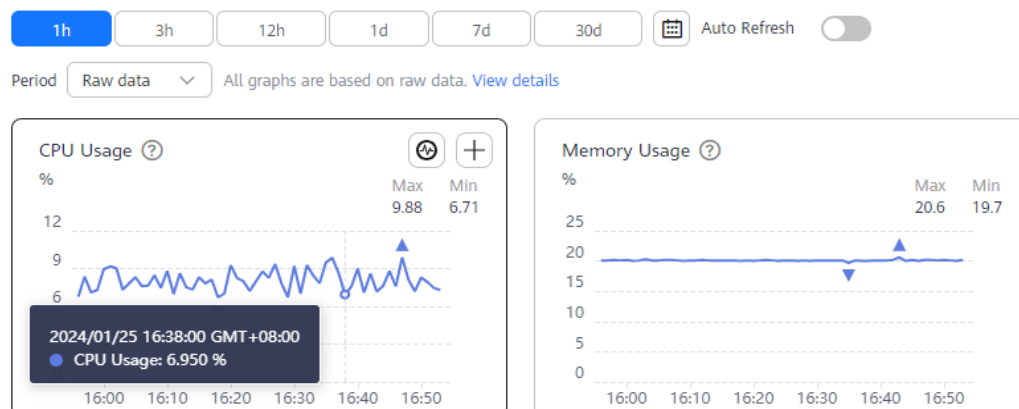 1h 3h 12h 1d 7d 30d Auto Refresh
Period Raw data All graphs are based on raw data. View details
CPU Usage ?
%
Max Min
9.88 6.71
12
9
6
2024/01/25 16:38:00 GMT+08:00
CPU Usage: 6.950 %
16:00 16:10 16:20 16:30 16:40 16:50
Memory Usage ?
%
Max Min
20.6 19.7
25
20
15
10
5
0
16:00 16:10 16:20 16:30 16:40 16:50